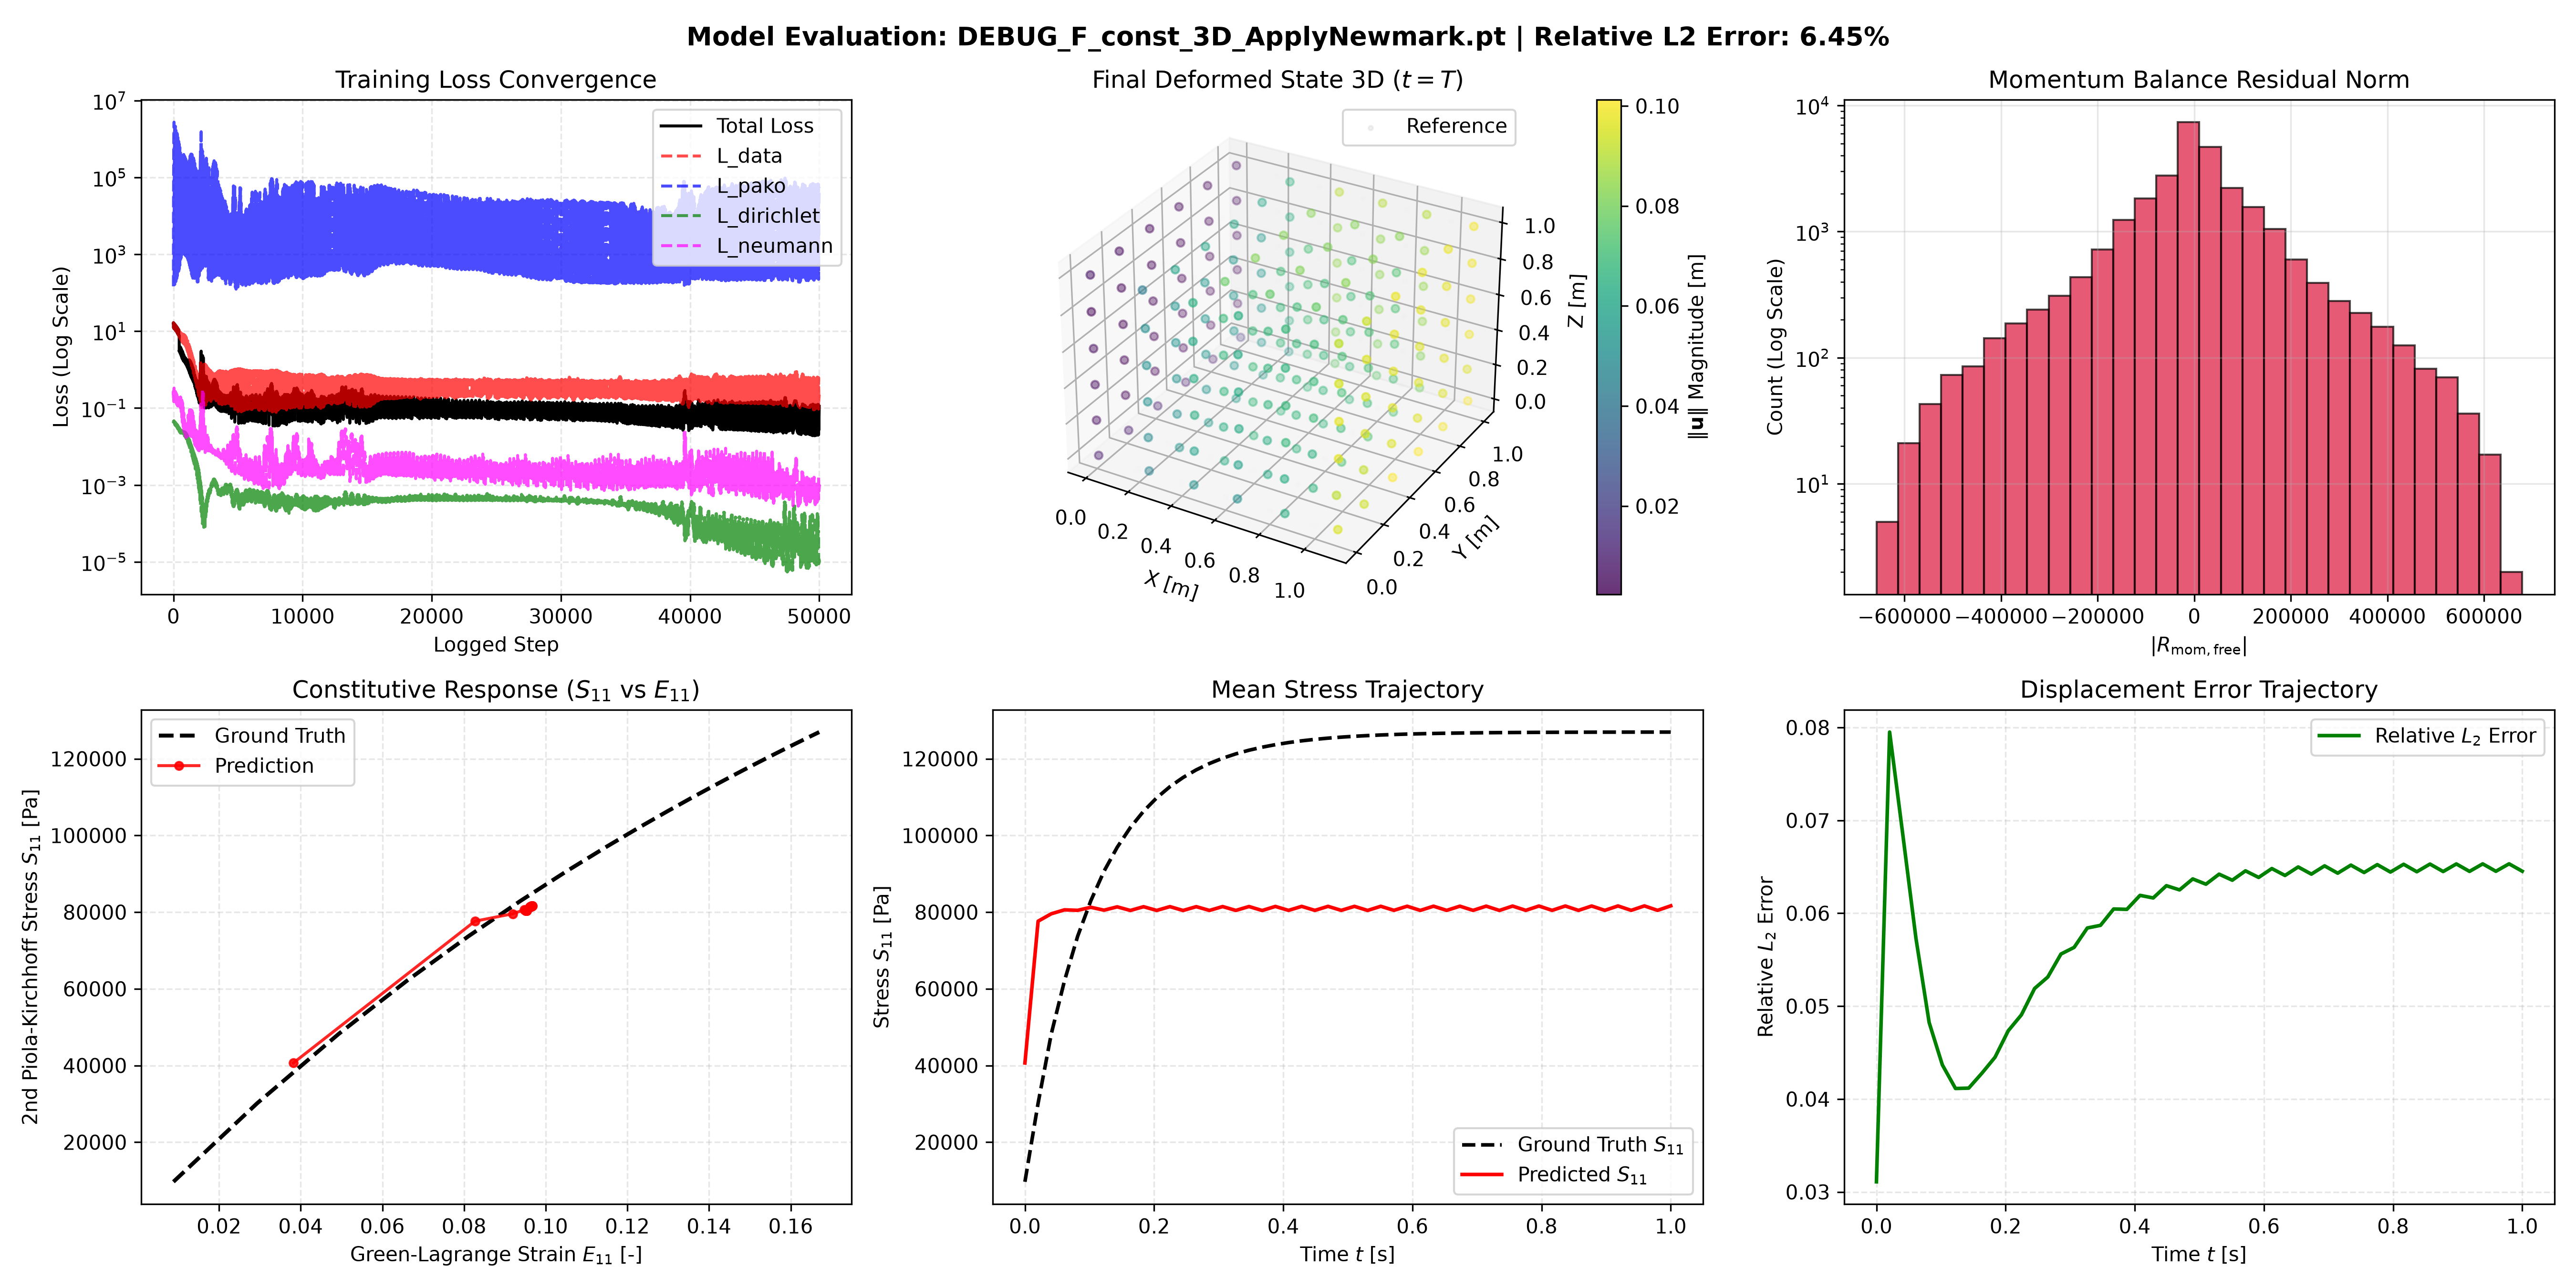 Model Evaluation: DEBUG_F_const_3D_ApplyNewmark.pt | Relative L2 Error: 6.45%
Training Loss Convergence
10^7
10^5
10^3
10^1
10^−1
10^−3
10^−5
Loss (Log Scale)
Total Loss
L_data
L_pako
L_dirichlet
L_neumann
0 10000 20000 30000 40000 50000
Logged Step
Final Deformed State 3D (t = T)
Reference
1.0
0.8
0.6
0.4
0.2
0.0
Z [m]
1.0
0.8
0.6
0.4
0.2
0.0
Y [m]
0.0
0.2
0.4
0.6
0.8
1.0
X [m]
0.10
0.08
0.06
0.04
0.02
‖u‖ Magnitude [m]
Momentum Balance Residual Norm
10^4
10^3
10^2
10^1
Count (Log Scale)
−600000 −400000 −200000 0 200000 400000 600000
|R_mom, free|
Constitutive Response (S₁₁ vs E₁₁)
Ground Truth
Prediction
120000
100000
80000
60000
40000
20000
2nd Piola-Kirchhoff Stress S₁₁ [Pa]
0.02 0.04 0.06 0.08 0.10 0.12 0.14 0.16
Green-Lagrange Strain E₁₁ [-]
Mean Stress Trajectory
120000
100000
80000
60000
40000
20000
Stress S₁₁ [Pa]
Ground Truth S₁₁
Predicted S₁₁
0.0 0.2 0.4 0.6 0.8 1.0
Time t [s]
Displacement Error Trajectory
Relative L₂ Error
0.08
0.07
0.06
0.05
0.04
0.03
Relative L₂ Error
0.0 0.2 0.4 0.6 0.8 1.0
Time t [s]